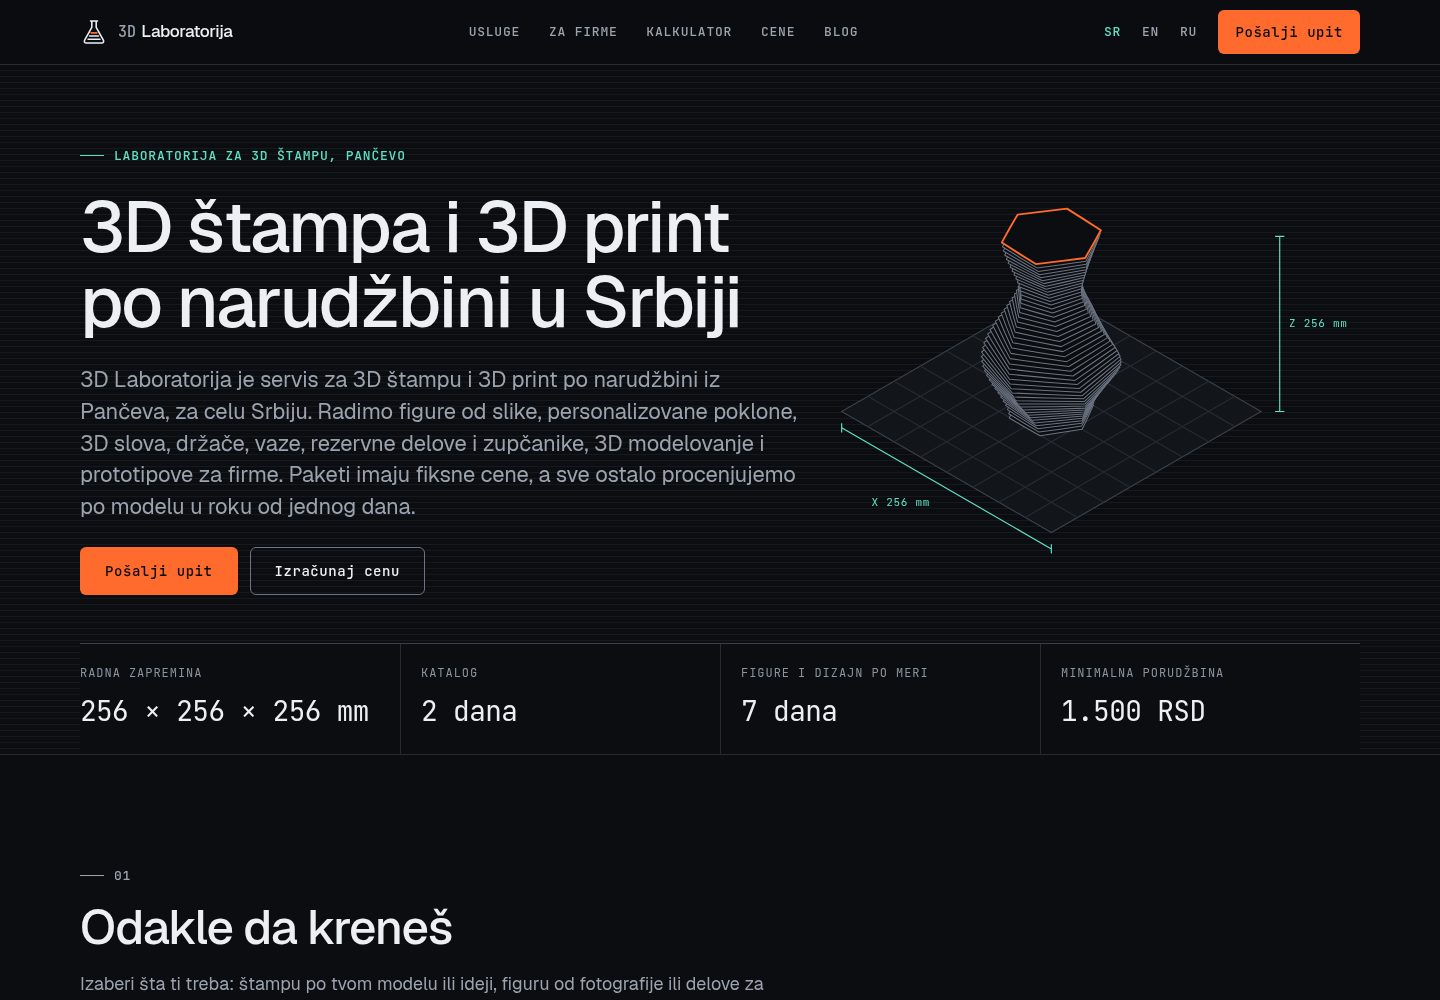 3D Laboratorija
USLUGE ZA FIRME KALKULATOR CENE BLOG
SR EN RU
Pošalji upit
LABORATORIJA ZA 3D ŠTAMPU, PANČEVO
3D štampa i 3D print
po narudžbini u Srbiji
3D Laboratorija je servis za 3D štampu i 3D print po narudžbini iz
Pančeva, za celu Srbiju. Radimo figure od slike, personalizovane poklone,
3D slova, držače, vaze, rezervne delove i zupčanike, 3D modelovanje i
prototipove za firme. Paketi imaju fiksne cene, a sve ostalo procenjujemo
po modelu u roku od jednog dana.
Pošalji upit
Izračunaj cenu
Z 256 mm
X 256 mm
RADNA ZAPREMINA
256 × 256 × 256 mm
KATALOG
2 dana
FIGURE I DIZAJN PO MERI
7 dana
MINIMALNA PORUDŽBINA
1.500 RSD
01
Odakle da kreneš
Izaberi šta ti treba: štampu po tvom modelu ili ideji, figuru od fotografije ili delove za